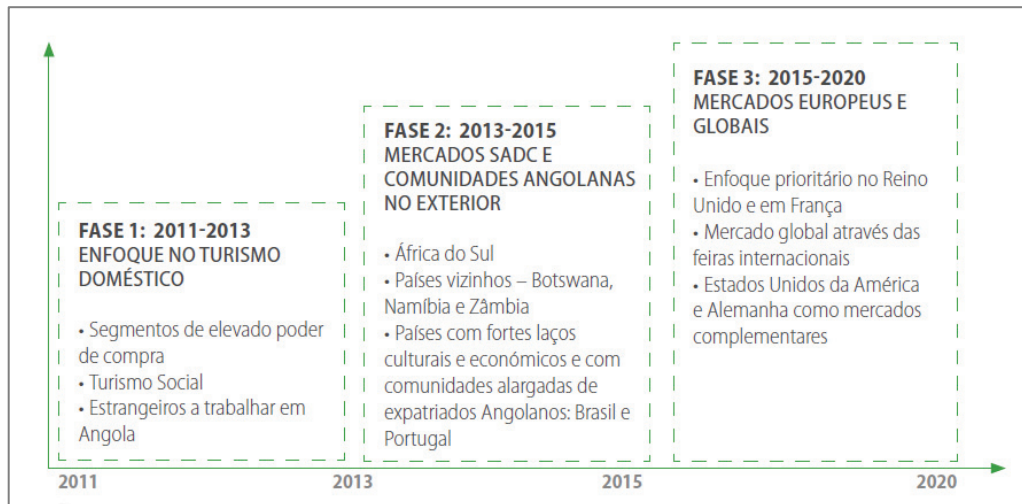 FASE 1: 2011-2013
ENFOQUE NO TURISMO
DOMÉSTICO
• Segmentos de elevado poder
de compra
• Turismo Social
• Estrangeiros a trabalhar em
Angola
FASE 2: 2013-2015
MERCADOS SADC E
COMUNIDADES ANGOLANAS
NO EXTERIOR
• África do Sul
• Países vizinhos – Botswana,
Namíbia e Zâmbia
• Países com fortes laços
culturais e económicos e com
comunidades alargadas de
expatriados Angolanos: Brasil e
Portugal
FASE 3: 2015-2020
MERCADOS EUROPEUS E
GLOBAIS
• Enfoque prioritário no Reino
Unido e em França
• Mercado global através das
feiras internacionais
• Estados Unidos da América
e Alemanha como mercados
complementares
2011
2013
2015
2020